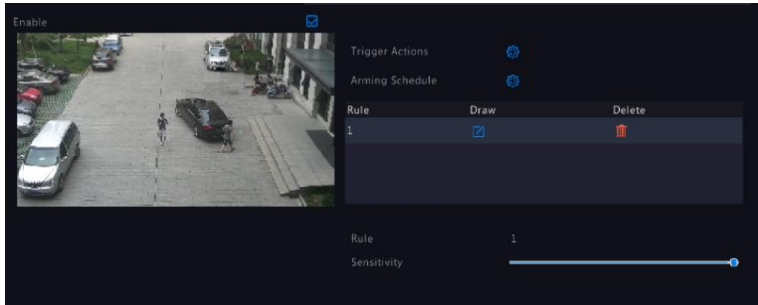 Enable
Trigger Actions
Arming Schedule
Rule Draw Delete
1
Rule 1
Sensitivity